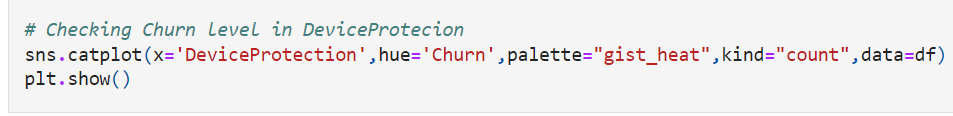 # Checking Churn level in DeviceProtecion
sns.catplot(x='DeviceProtection',hue='Churn',palette="gist_heat",kind="count",data=df)
plt.show()